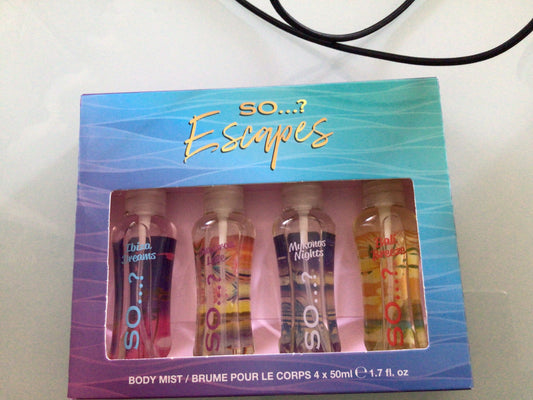 SO...?
Escapes
Ibiza
Dreams
SO...?
SO...?
Mykonos
Nights
SO...?
SO...?
BODY MIST / BRUME POUR LE CORPS 4 x 50ml ℮ 1.7 fl. oz